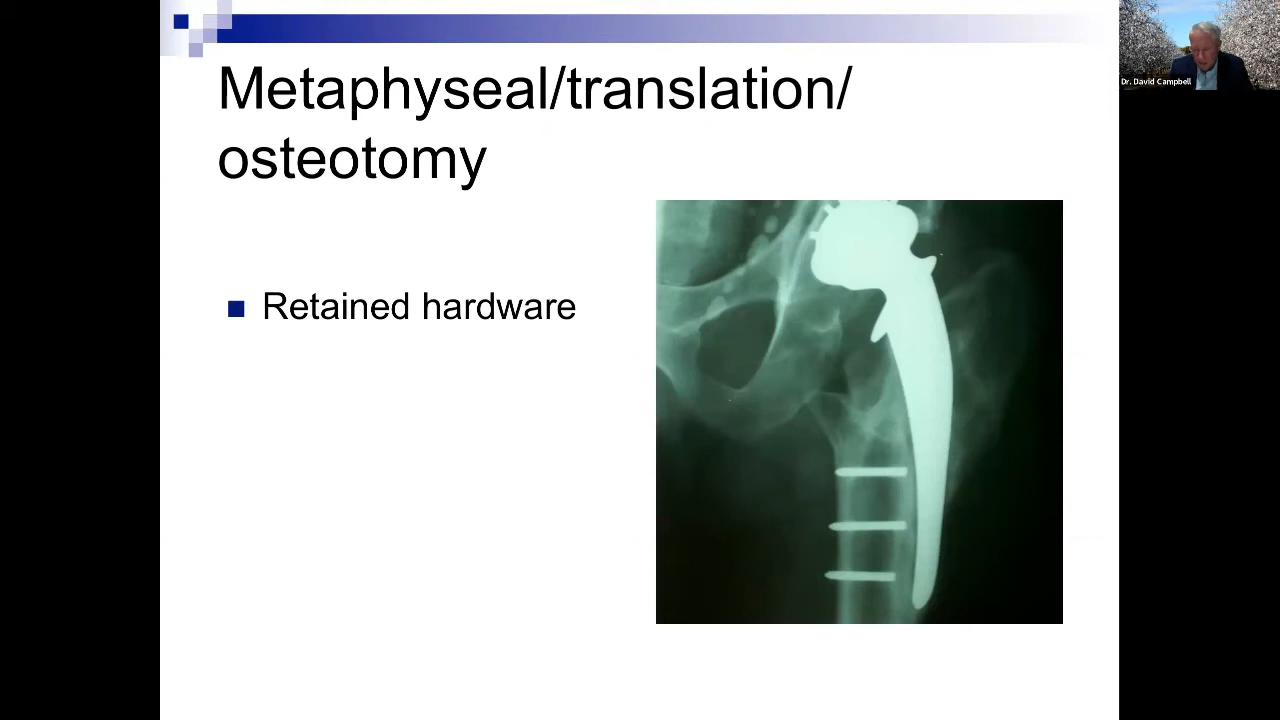 Metaphyseal/translation/
osteotomy
Retained hardware
Dr. David Campbell